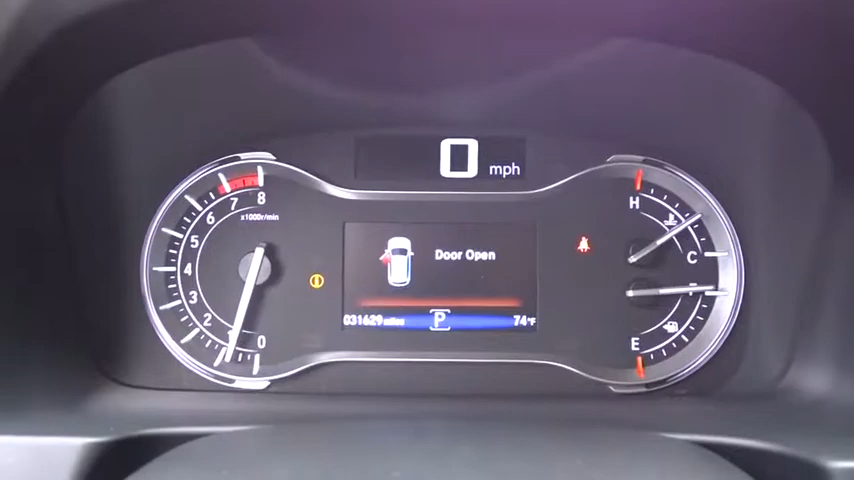 0 mph
8
7
6
5
4
3
2
1
0
x1000r/min
Door Open
031629 miles
P
74°F
H
C
F
E